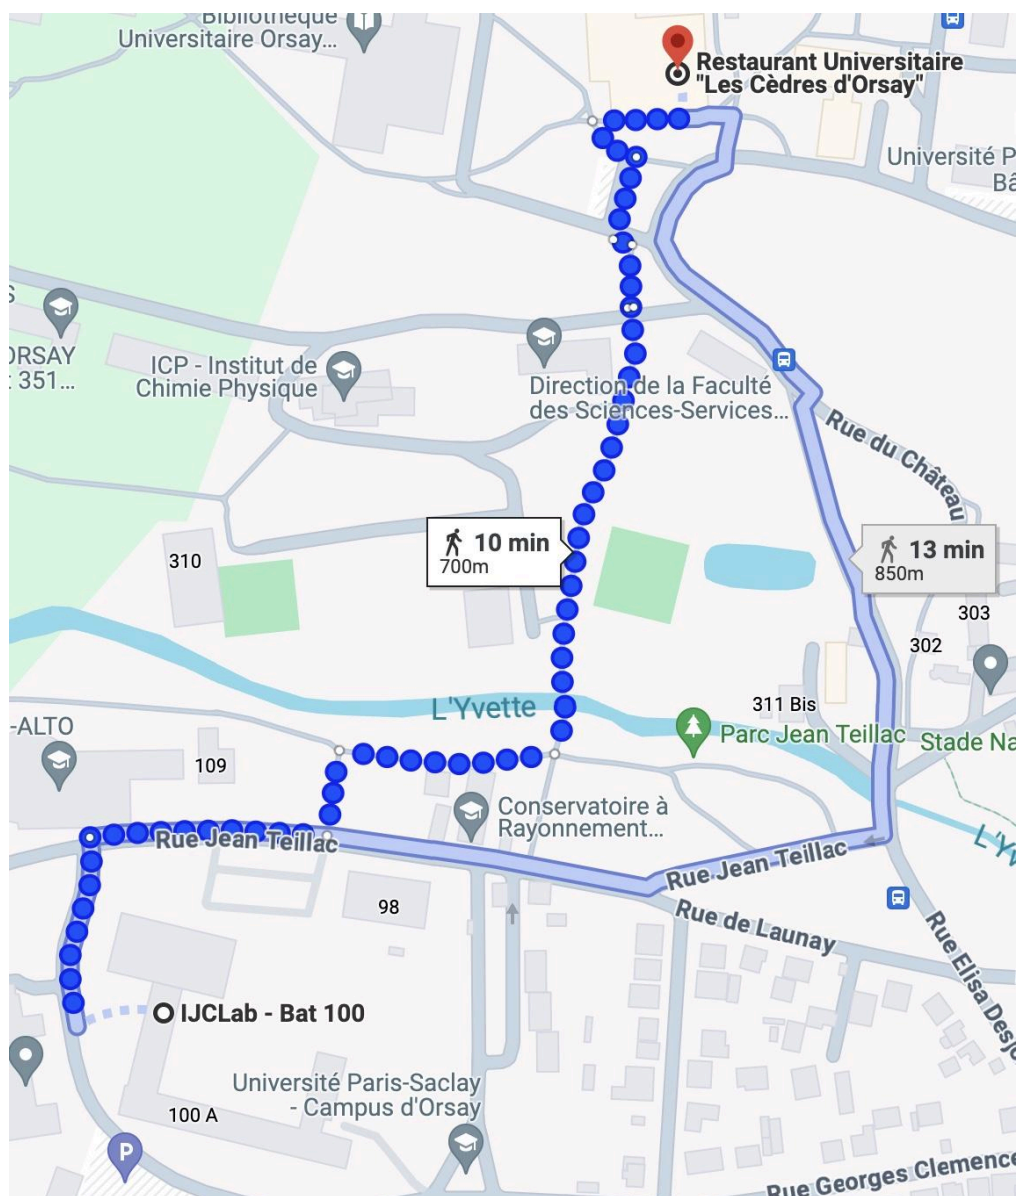 Bibliothèque
Universitaire Orsay...
Restaurant Universitaire
"Les Cèdres d'Orsay"
Université P
Bâ
S
ORSAY
: 351...
ICP - Institut de
Chimie Physique
Direction de la Faculté
des Sciences-Services...
Rue du Château
10 min
700m
13 min
850m
310
303
302
311 Bis
L'Yvette
Parc Jean Teillac
Stade Na
-ALTO
109
Conservatoire à
Rayonnement...
L'Yv
Rue Jean Teillac
Rue Jean Teillac
98
Rue de Launay
Rue Elisa Desjo
IJCLab - Bat 100
Université Paris-Saclay
- Campus d'Orsay
100 A
P
Rue Georges Clemence